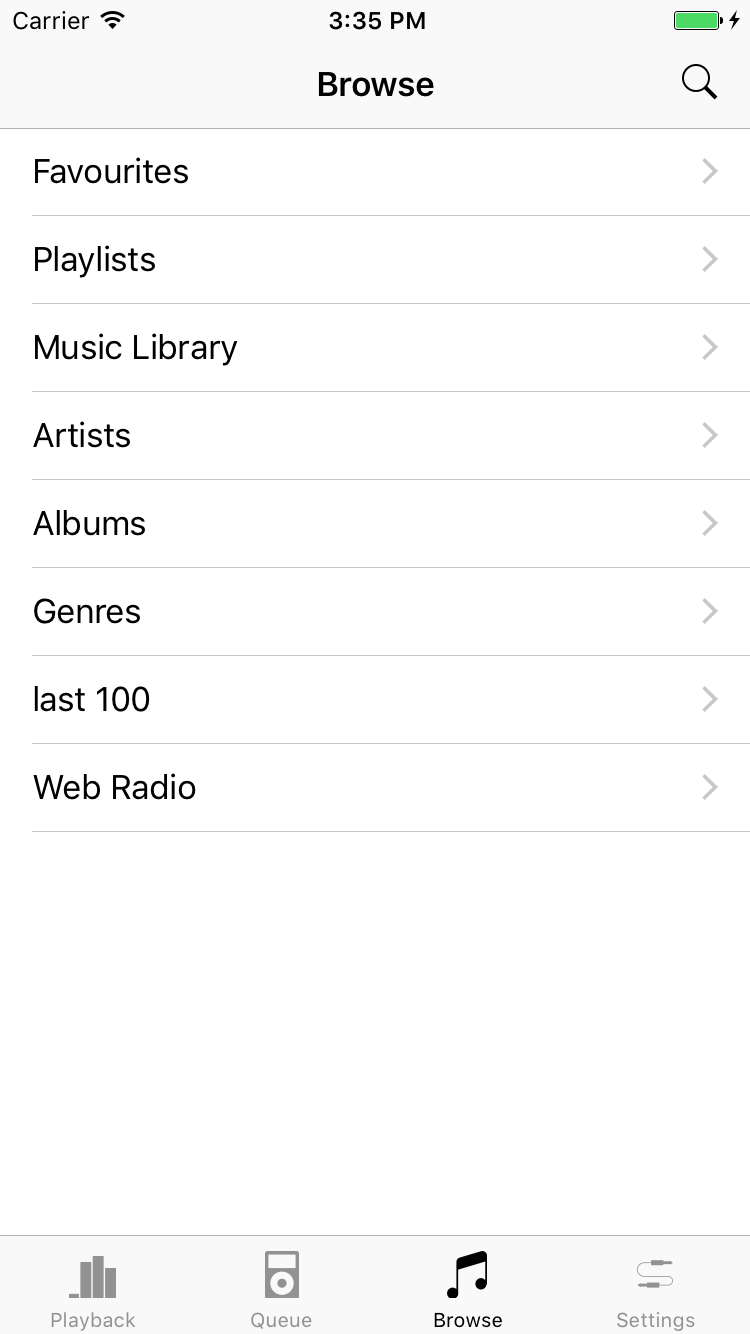 Carrier 3:35 PM
Browse
Favourites
Playlists
Music Library
Artists
Albums
Genres
last 100
Web Radio
Playback Queue Browse Settings